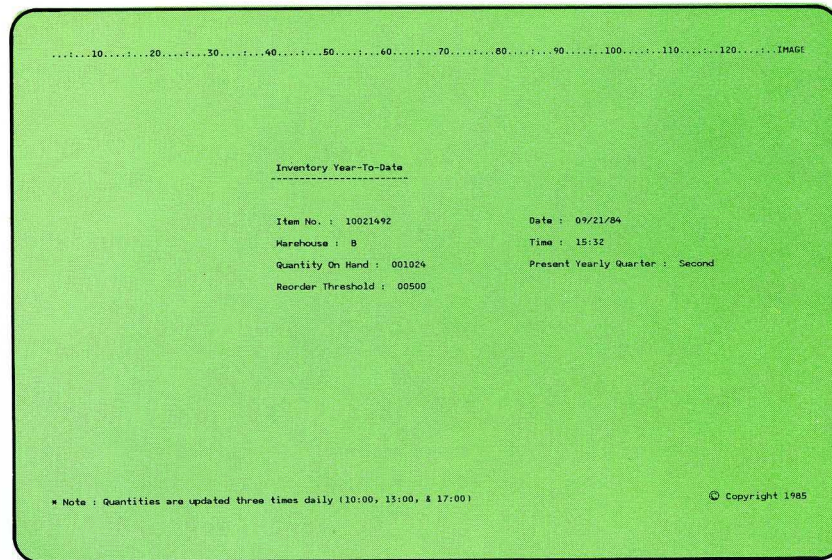 ...:...10....:...20....:...30....:...40....:...50....:...60....:...70....:...80....:...90....:..100....:..110....:..120....:..IMAGE
Inventory Year-To-Date
------------------------
Item No. : 10021492
Date : 09/21/84
Warehouse : B
Time : 15:32
Quantity On Hand : 001024
Present Yearly Quarter : Second
Reorder Threshold : 00500
* Note : Quantities are updated three times daily (10:00, 13:00, & 17:00)
© Copyright 1985